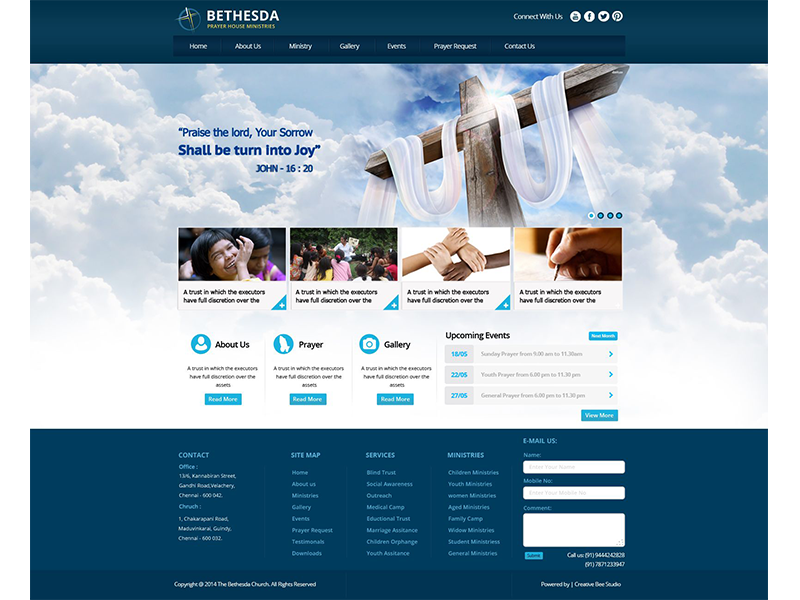 BETHESDA
PRAYER HOUSE MINISTRIES
Connect With Us
Home
About Us
Ministry
Gallery
Events
Prayer Request
Contact Us
“Praise the lord, Your Sorrow
Shall be turn Into Joy”
JOHN - 16 : 20
A trust in which the executors
have full discretion over the
A trust in which the executors
have full discretion over the
A trust in which the executors
have full discretion over the
A trust in which the executors
have full discretion over the
About Us
A trust in which the executors
have full discretion over the
assets
Read More
Prayer
A trust in which the executors
have full discretion over the
assets
Read More
Gallery
A trust in which the executors
have full discretion over the
assets
Read More
Upcoming Events
Next Month
18/05 Sunday Prayer from 9.00 am to 11.30am
22/05 Youth Prayer from 6.00 pm to 11.30 pm
27/05 General Prayer from 6.00 pm to 11.30 pm
View More
CONTACT
Office :
13/6, Kannabiran Street,
Gandhi Road,Velachery,
Chennai - 600 042.
Chruch :
1, Chakarapani Road,
Maduvinkarai, Guindy,
Chennai - 600 032.
SITE MAP
Home
About us
Ministries
Gallery
Events
Prayer Request
Testimonals
Downloads
SERVICES
Blind Trust
Social Awareness
Outreach
Medical Camp
Eductional Trust
Marriage Assitance
Children Orphange
Youth Assitance
MINISTRIES
Children Ministries
Youth Ministries
women Ministries
Aged Ministries
Family Camp
Widow Ministries
Student Ministriess
General Ministries
E-MAIL US:
Name:
Enter Your Name
Mobile No:
Enter Your Mobile No
Comment:
Submit
Call us: (91) 9444242828
(91) 7871233947
Copyright @ 2014 The Bethesda Church. All Rights Reserved
Powered by | Creative Bee Studio